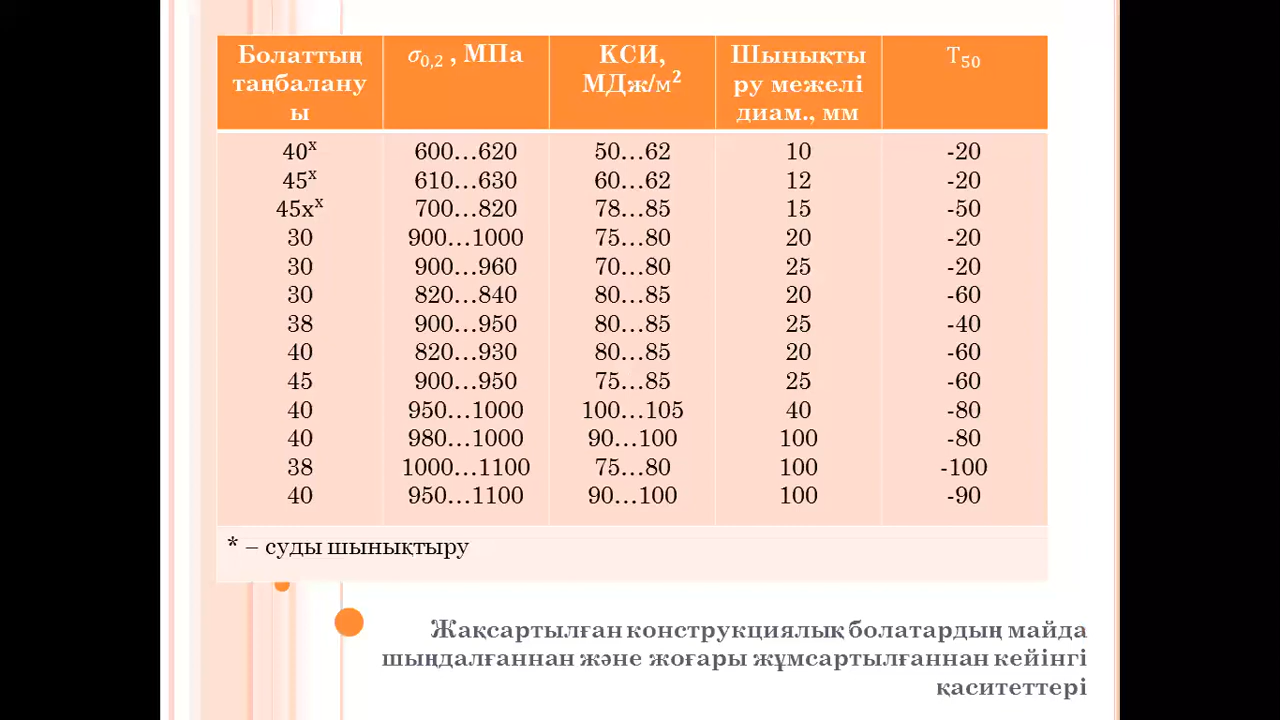 Болаттың таңбалану ы | σ0,2 , МПа | КСИ, МДж/м² | Шынықты ру межелі диам., мм | T50
40ˣ | 600…620 | 50…62 | 10 | -20
45ˣ | 610…630 | 60…62 | 12 | -20
45хˣ | 700…820 | 78…85 | 15 | -50
30 | 900…1000 | 75…80 | 20 | -20
30 | 900…960 | 70…80 | 25 | -20
30 | 820…840 | 80…85 | 20 | -60
38 | 900…950 | 80…85 | 25 | -40
40 | 820…930 | 80…85 | 20 | -60
45 | 900…950 | 75…85 | 25 | -60
40 | 950…1000 | 100…105 | 40 | -80
40 | 980…1000 | 90…100 | 100 | -80
38 | 1000…1100 | 75…80 | 100 | -100
40 | 950…1100 | 90…100 | 100 | -90
* – суды шынықтыру
Жақсартылған конструкциялық болатардың майда
шыңдалғаннан және жоғары жұмсартылғаннан кейінгі
қаситеттері